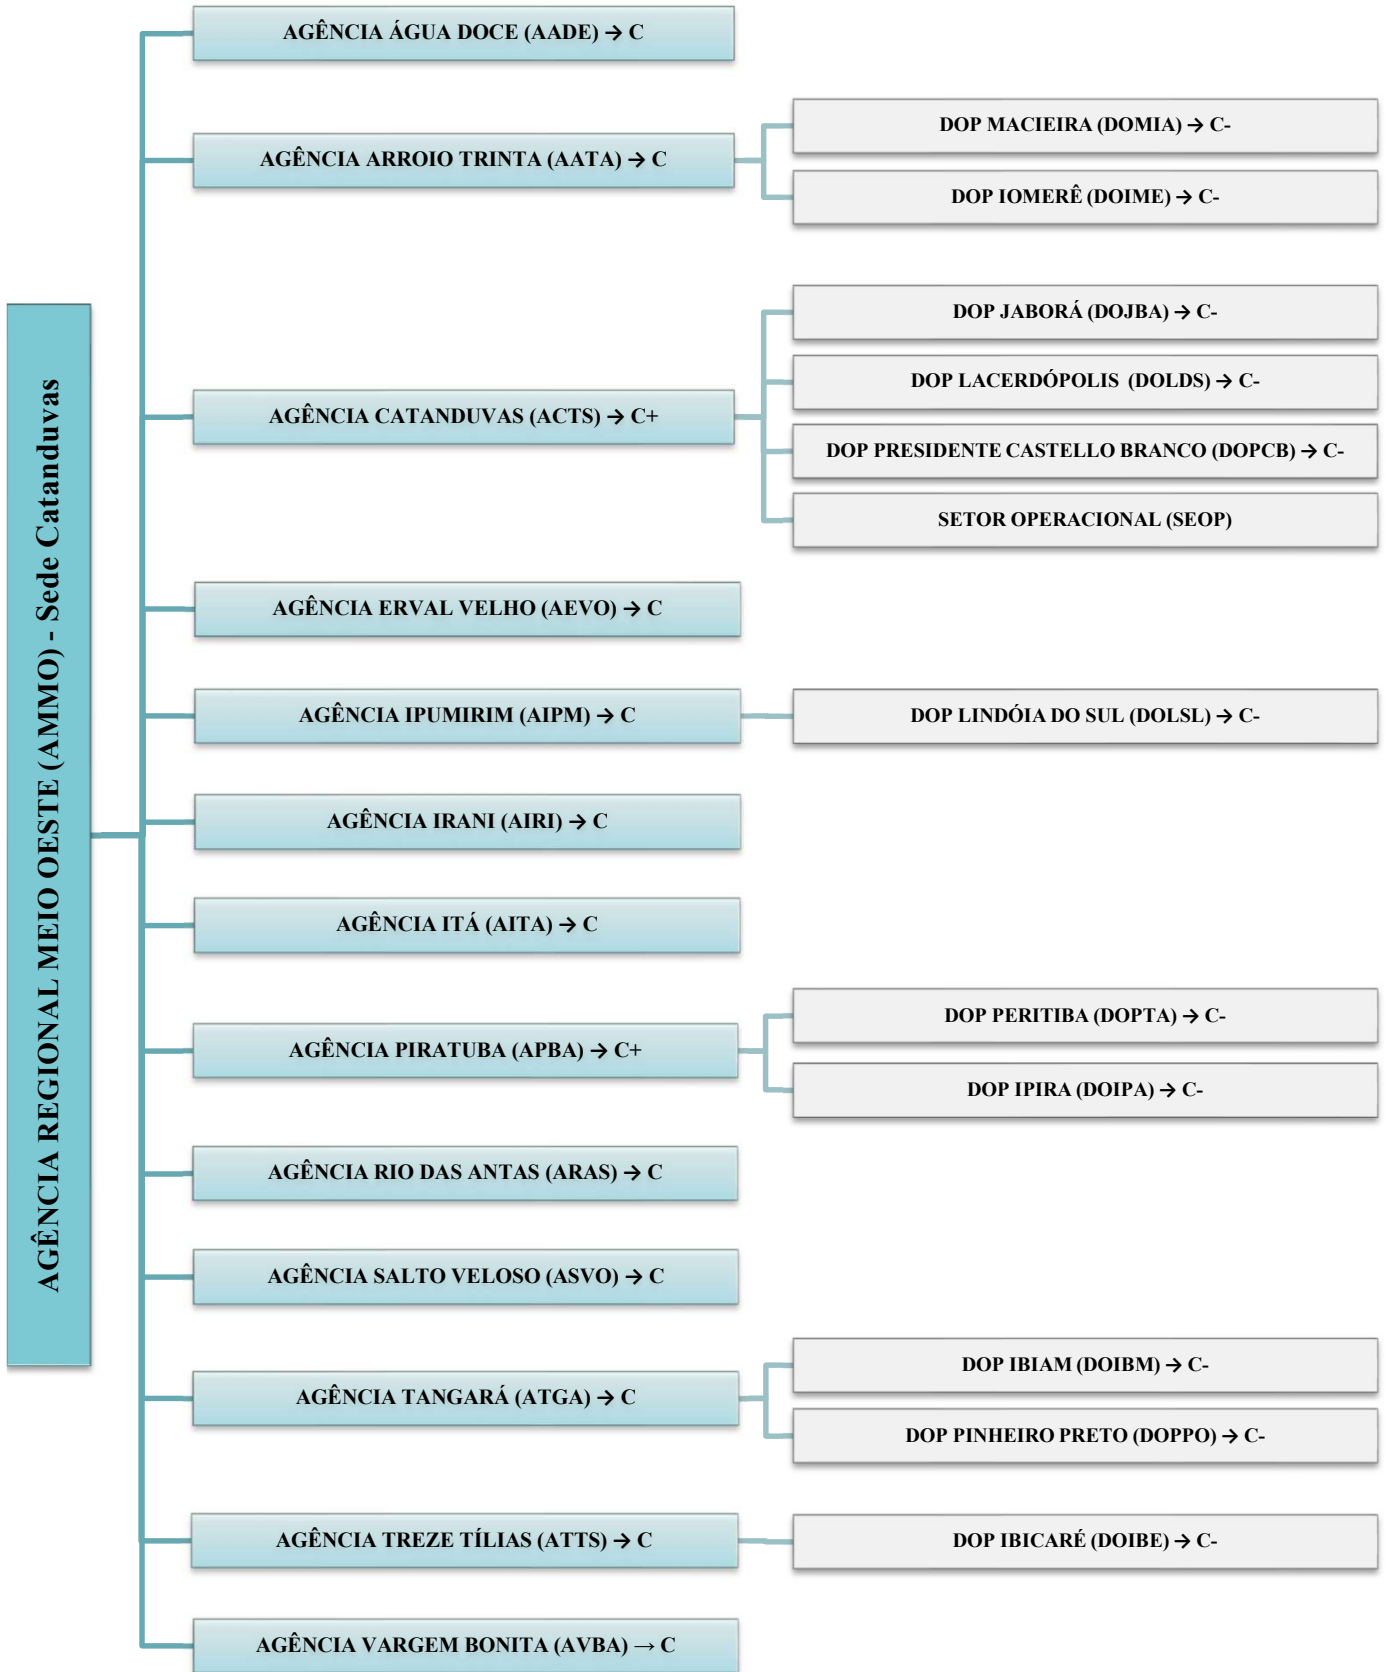 AGÊNCIA REGIONAL MEIO OESTE (AMMO) - Sede Catanduvas
AGÊNCIA ÁGUA DOCE (AADE) → C
AGÊNCIA ARROIO TRINTA (AATA) → C
DOP MACIEIRA (DOMIA) → C-
DOP IOMERÊ (DOIME) → C-
AGÊNCIA CATANDUVAS (ACTS) → C+
DOP JABORÁ (DOJBA) → C-
DOP LACERDÓPOLIS (DOLDS) → C-
DOP PRESIDENTE CASTELLO BRANCO (DOPCB) → C-
SETOR OPERACIONAL (SEOP)
AGÊNCIA ERVAL VELHO (AEVO) → C
AGÊNCIA IPUMIRIM (AIPM) → C
DOP LINDÓIA DO SUL (DOLSL) → C-
AGÊNCIA IRANI (AIRI) → C
AGÊNCIA ITÁ (AITA) → C
AGÊNCIA PIRATUBA (APBA) → C+
DOP PERITIBA (DOPTA) → C-
DOP IPIRA (DOIPA) → C-
AGÊNCIA RIO DAS ANTAS (ARAS) → C
AGÊNCIA SALTO VELOSO (ASVO) → C
AGÊNCIA TANGARÁ (ATGA) → C
DOP IBIAM (DOIBM) → C-
DOP PINHEIRO PRETO (DOPPO) → C-
AGÊNCIA TREZE TÍLIAS (ATTS) → C
DOP IBICARÉ (DOIBE) → C-
AGÊNCIA VARGEM BONITA (AVBA) → C